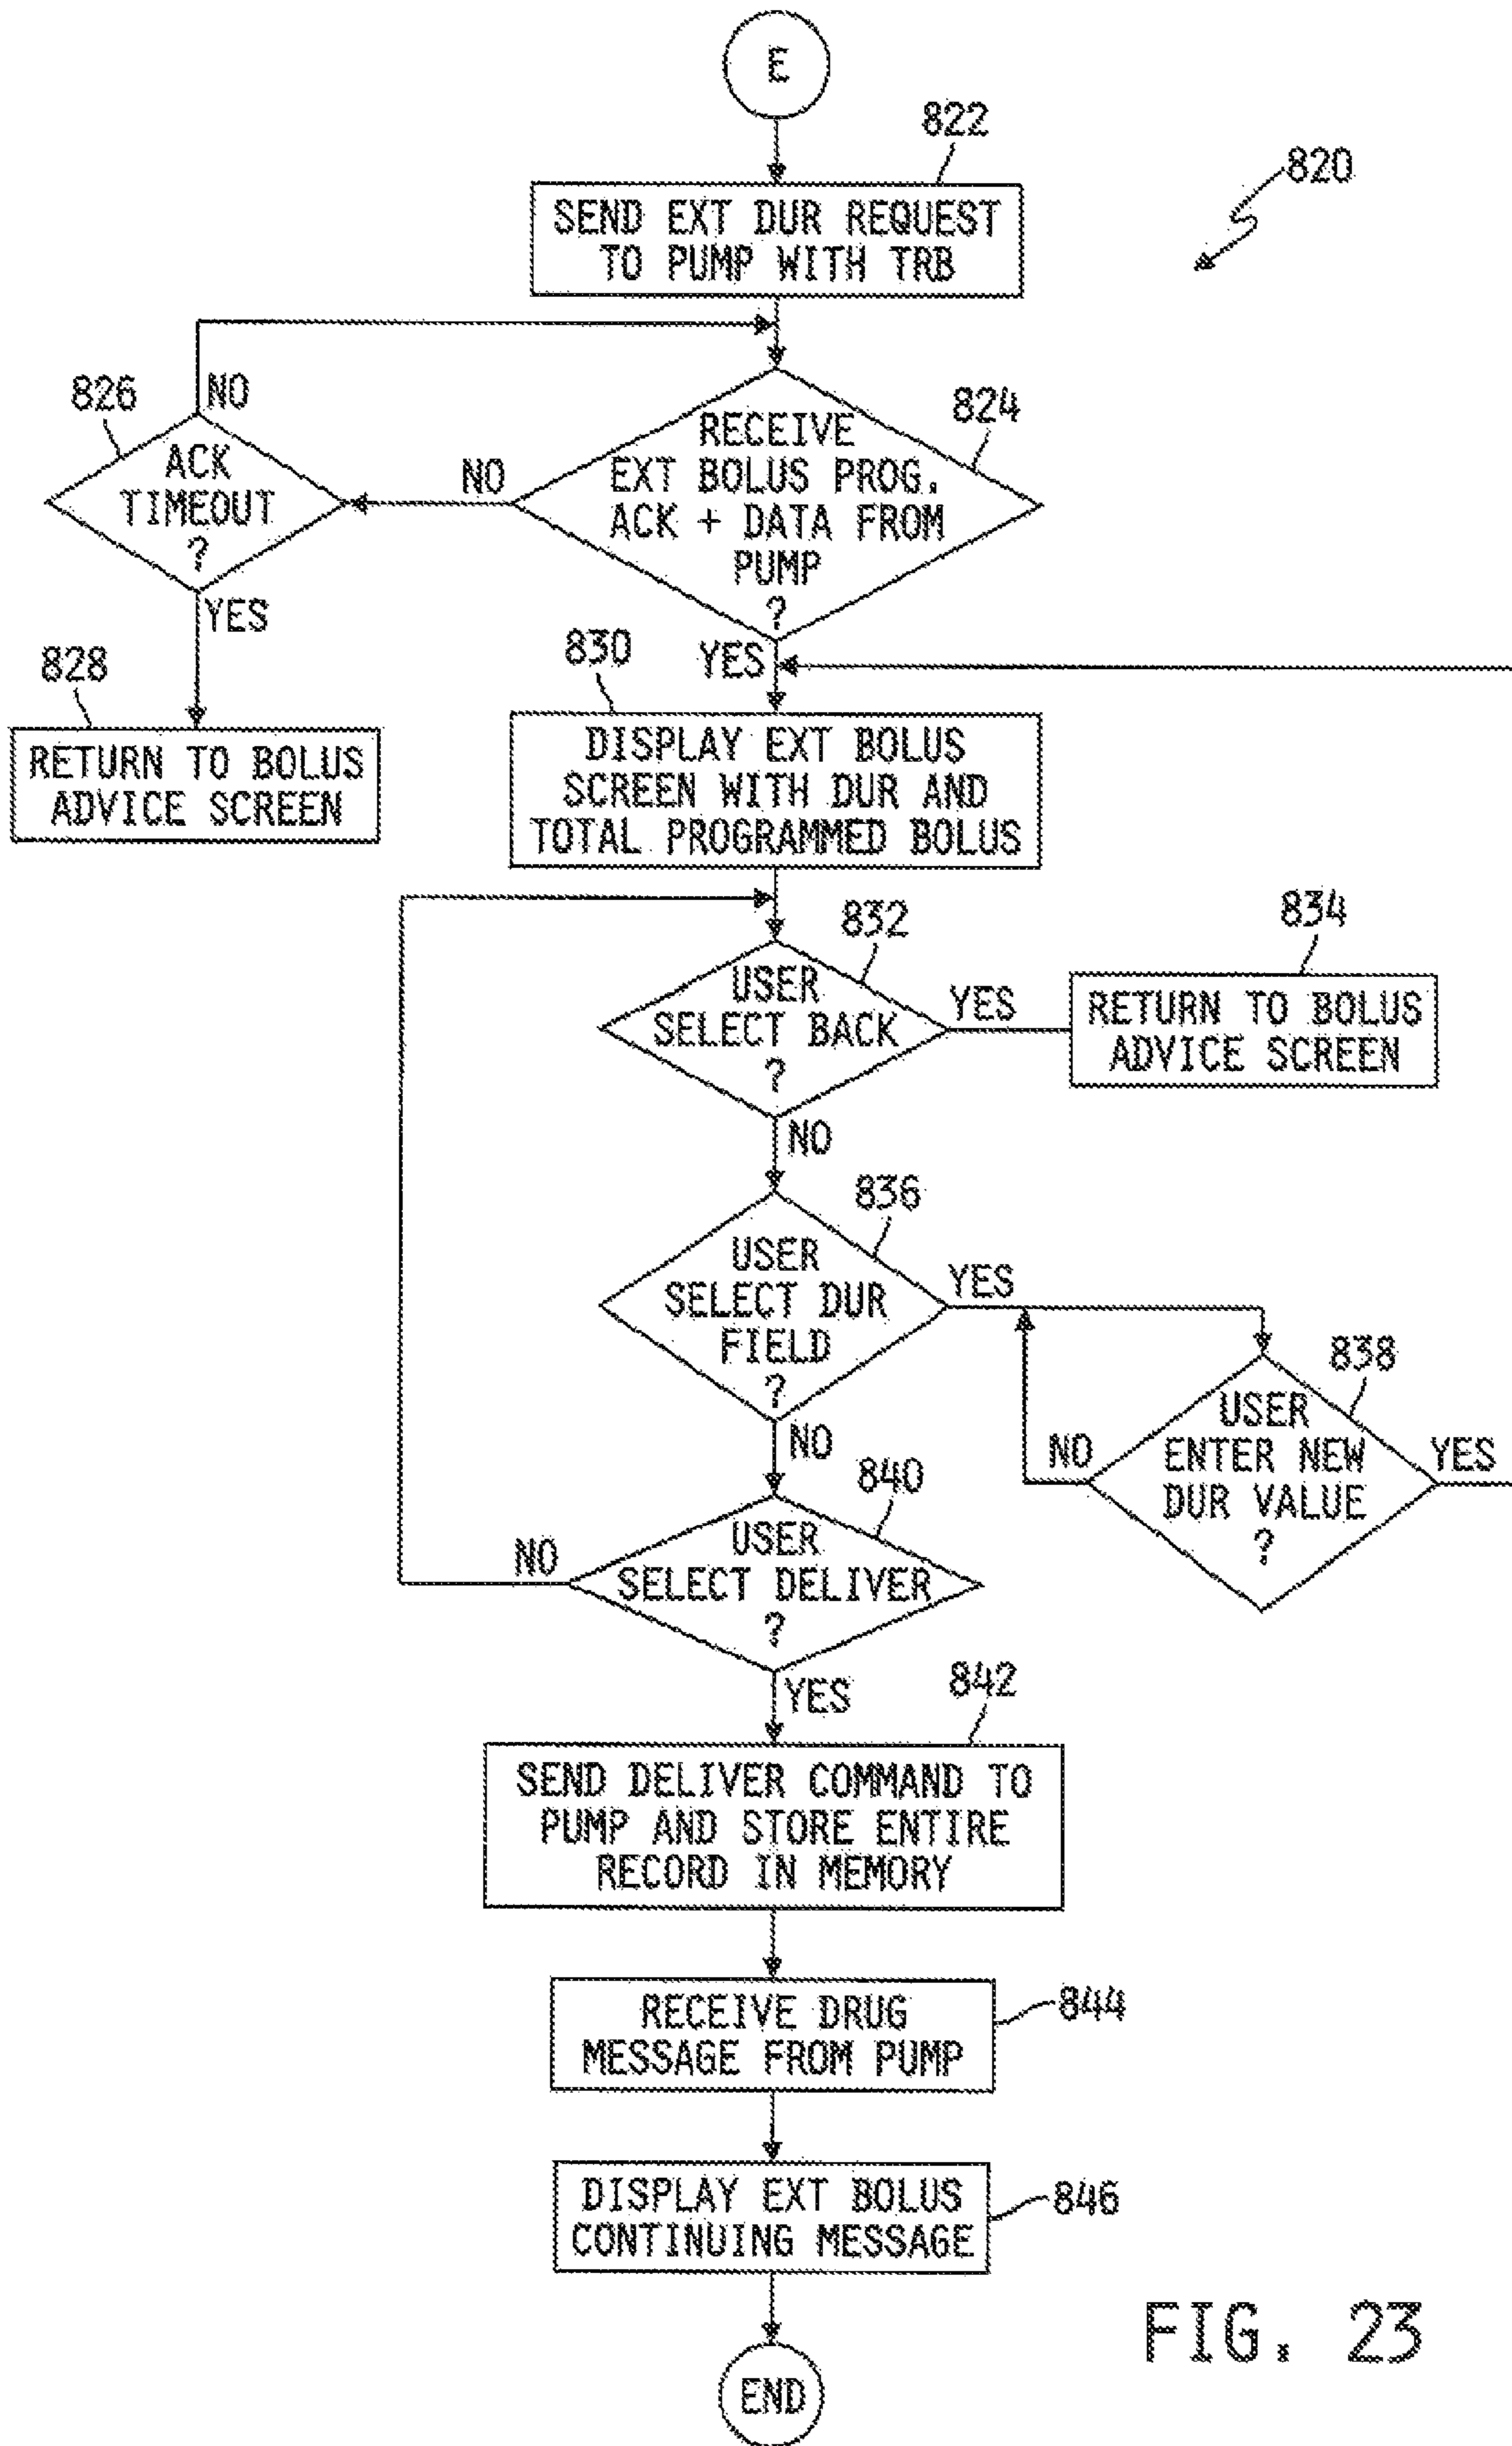 E
822
820
SEND EXT DUR REQUEST
TO PUMP WITH TRB
826
NO
824
ACK
TIMEOUT
?
NO
RECEIVE
EXT BOLUS PROG.
ACK + DATA FROM
PUMP
?
YES
YES
828
830
RETURN TO BOLUS
ADVICE SCREEN
DISPLAY EXT BOLUS
SCREEN WITH DUR AND
TOTAL PROGRAMMED BOLUS
832
834
USER
SELECT BACK
?
YES
RETURN TO BOLUS
ADVICE SCREEN
NO
836
USER
SELECT DUR
FIELD
?
YES
838
USER
ENTER NEW
DUR VALUE
?
NO
YES
NO
840
USER
SELECT DELIVER
?
NO
YES
842
SEND DELIVER COMMAND TO
PUMP AND STORE ENTIRE
RECORD IN MEMORY
RECEIVE DRUG
MESSAGE FROM PUMP
844
DISPLAY EXT BOLUS
CONTINUING MESSAGE
846
END
FIG. 23